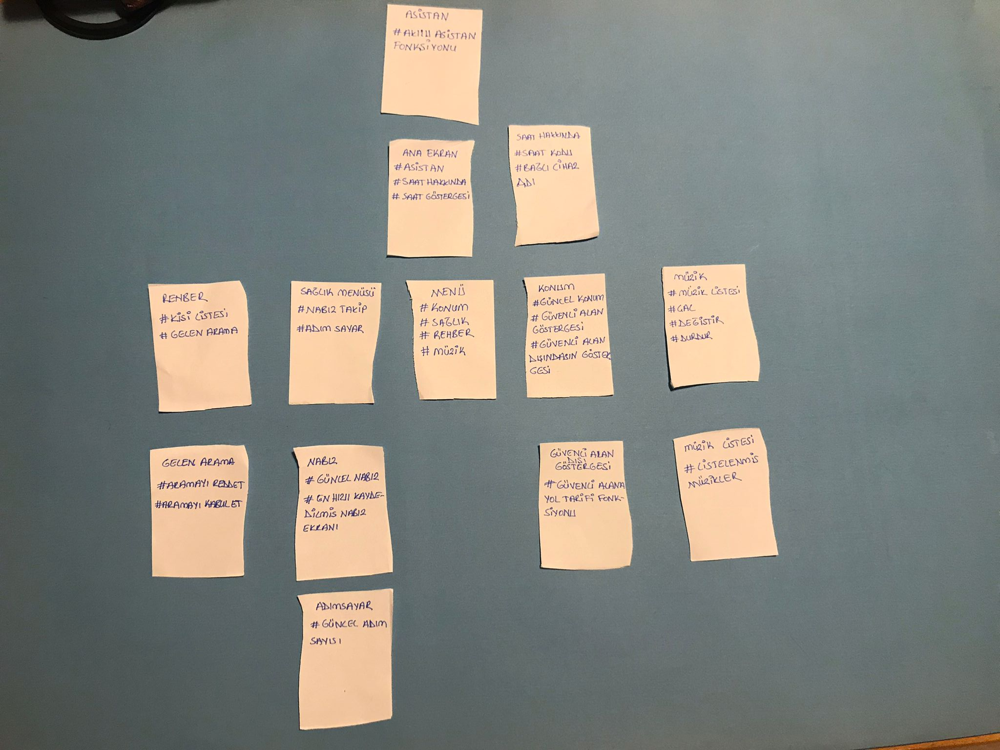 ASİSTAN
#AKILLI ASİSTAN
FONKSİYONU
ANA EKRAN
#ASİSTAN
#SAAT HAKKINDA
# SAAT GÖSTERGESİ
SAAT HAKKINDA
#SAAT KODU
#BAĞLI CİHAZ
ADI
REHBER
#KİSİ LİSTESİ
# GELEN ARAMA
SAĞLIK MENÜSÜ
#NABIZ TAKİP
#ADIM SAYAR
MENÜ
# KONUM
# SAĞLIK
# REHBER
# MÜZİK
KONUM
#GÜNCEL KONUM
# GÜVENLİ ALAN
GÖSTERGESİ
#GÜVENLİ ALAN
DIŞINDASIN GÖSTER
GESİ
MÜZİK
#MÜZİK LİSTESİ
#ÇAL
#DEĞİSTİR
#DURDUR
GELEN ARAMA
#ARAMAYI REDDET
#ARAMAYI KABUL ET
NABIZ
# GÜNCEL NABIZ
# EN HIZLI KAYDE-
DİLMİS NABIZ
EKRANI
GÜVENLİ ALAN
DIŞI
GÖSTERGESİ
# GÜVENLİ ALANA
YOL TARİFİ FONK-
SİYONU
MÜZİK LİSTESİ
# LİSTELENMİS
MÜZİKLER
ADIMSAYAR
# GÜNCEL ADIM
SAYISI